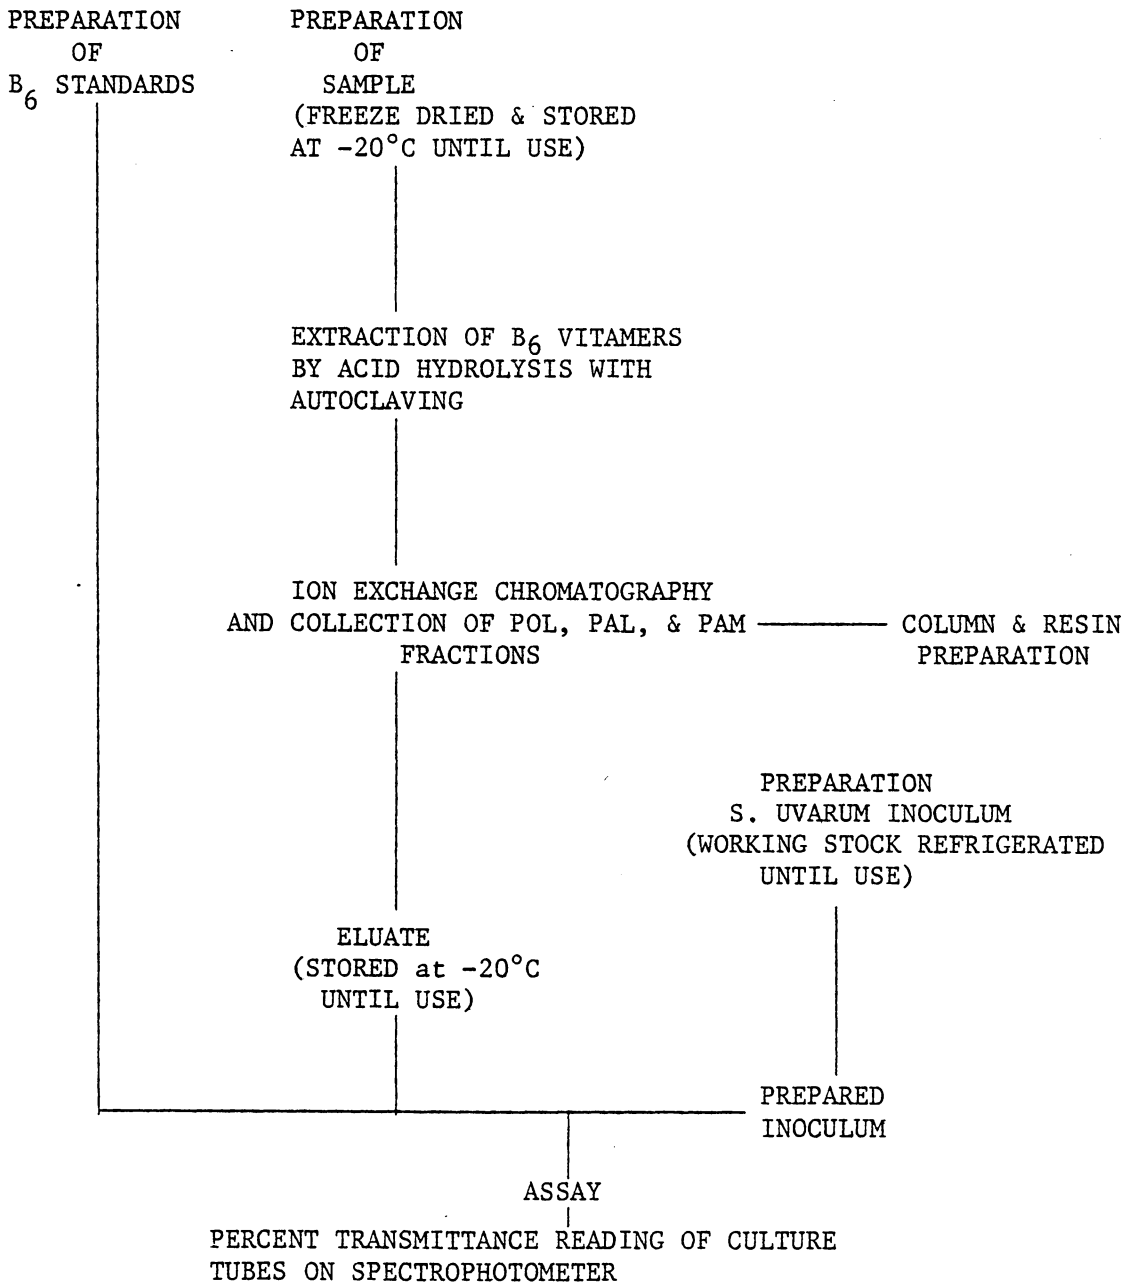 PREPARATION
OF
B6 STANDARDS
PREPARATION
OF
SAMPLE
(FREEZE DRIED & STORED
AT -20°C UNTIL USE)
EXTRACTION OF B6 VITAMERS
BY ACID HYDROLYSIS WITH
AUTOCLAVING
ION EXCHANGE CHROMATOGRAPHY
AND COLLECTION OF POL, PAL, & PAM
FRACTIONS
COLUMN & RESIN
PREPARATION
PREPARATION
S. UVARUM INOCULUM
(WORKING STOCK REFRIGERATED
UNTIL USE)
ELUATE
(STORED at -20°C
UNTIL USE)
PREPARED
INOCULUM
ASSAY
PERCENT TRANSMITTANCE READING OF CULTURE
TUBES ON SPECTROPHOTOMETER